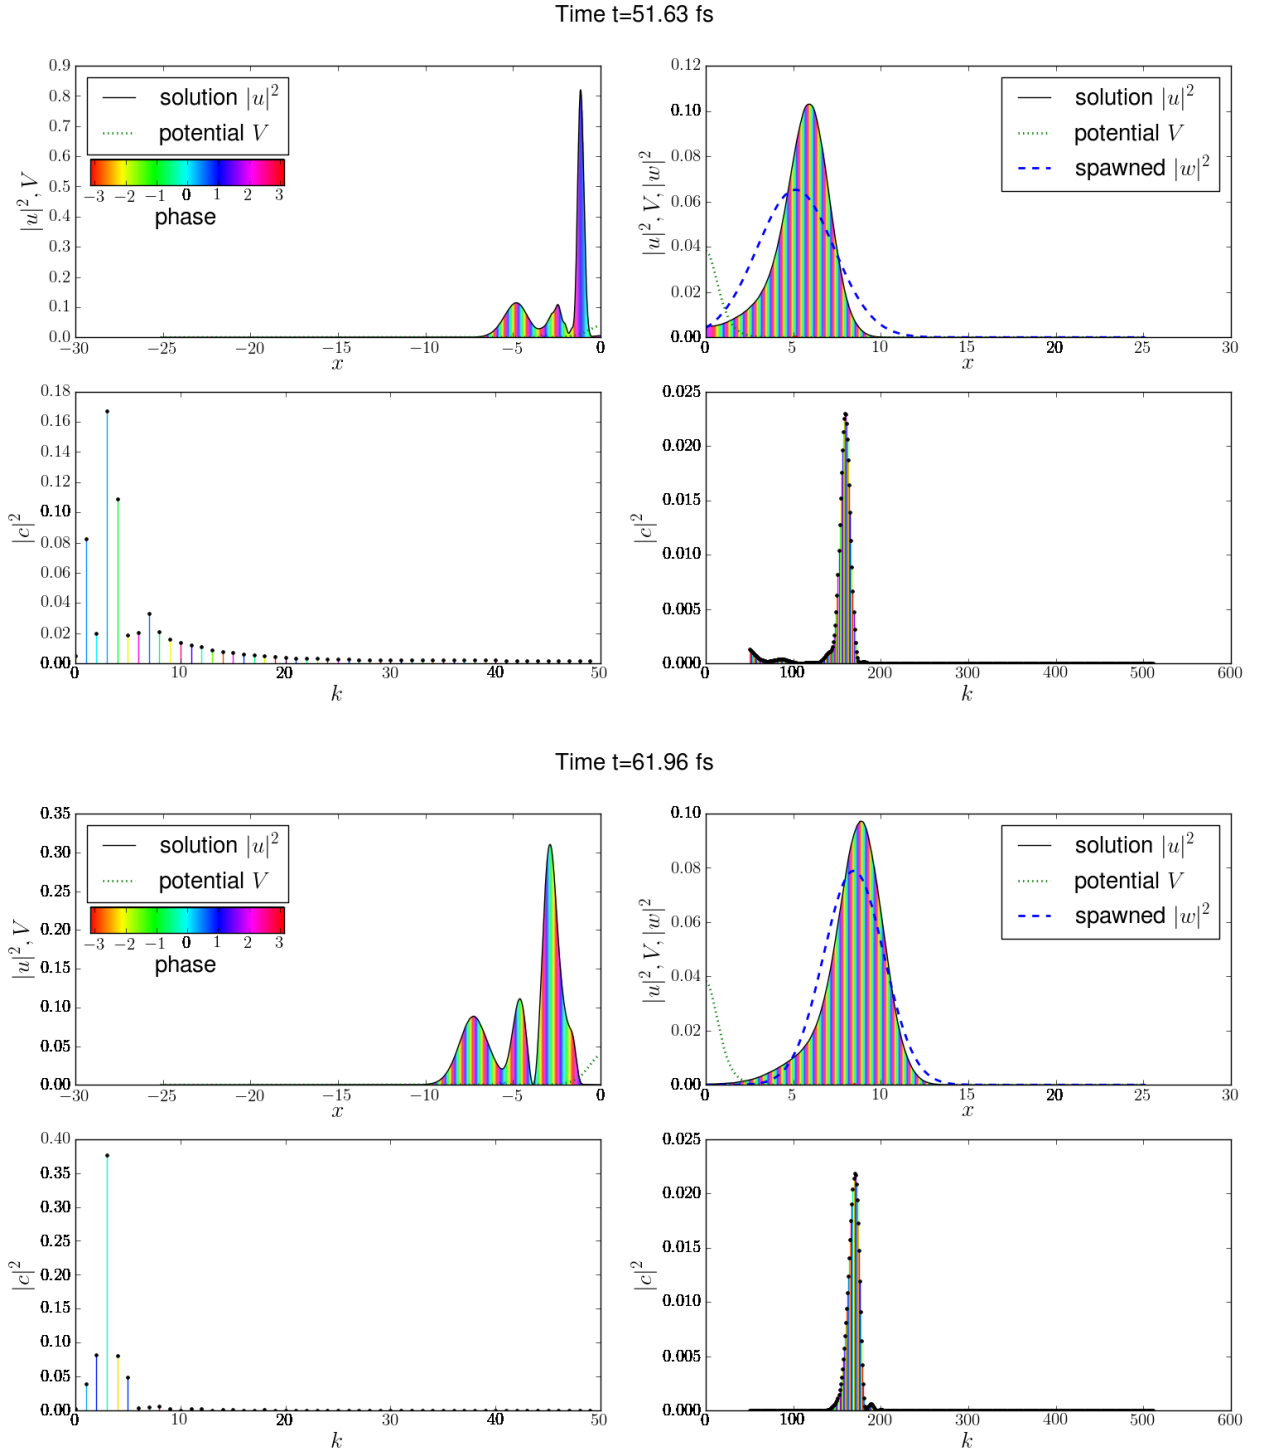 Time t=51.63 fs
0.9
0.8
0.7
0.6
0.5
0.4
0.3
0.2
0.1
0.0
|u|², V
solution |u|²
potential V
−3 −2 −1 0 1 2 3
phase
−30 −25 −20 −15 −10 −5 0
x
0.12
0.10
0.08
0.06
0.04
0.02
0.00
|u|², V, |w|²
solution |u|²
potential V
spawned |w|²
0 5 10 15 20 25 30
x
0.18
0.16
0.14
0.12
0.10
0.08
0.06
0.04
0.02
0.00
|c|²
0 10 20 30 40 50
k
0.025
0.020
0.015
0.010
0.005
0.000
|c|²
0 100 200 300 400 500 600
k
Time t=61.96 fs
0.35
0.30
0.25
0.20
0.15
0.10
0.05
0.00
|u|², V
solution |u|²
potential V
−3 −2 −1 0 1 2 3
phase
−30 −25 −20 −15 −10 −5 0
x
0.10
0.08
0.06
0.04
0.02
0.00
|u|², V, |w|²
solution |u|²
potential V
spawned |w|²
0 5 10 15 20 25 30
x
0.40
0.35
0.30
0.25
0.20
0.15
0.10
0.05
0.00
|c|²
0 10 20 30 40 50
k
0.025
0.020
0.015
0.010
0.005
0.000
|c|²
0 100 200 300 400 500 600
k